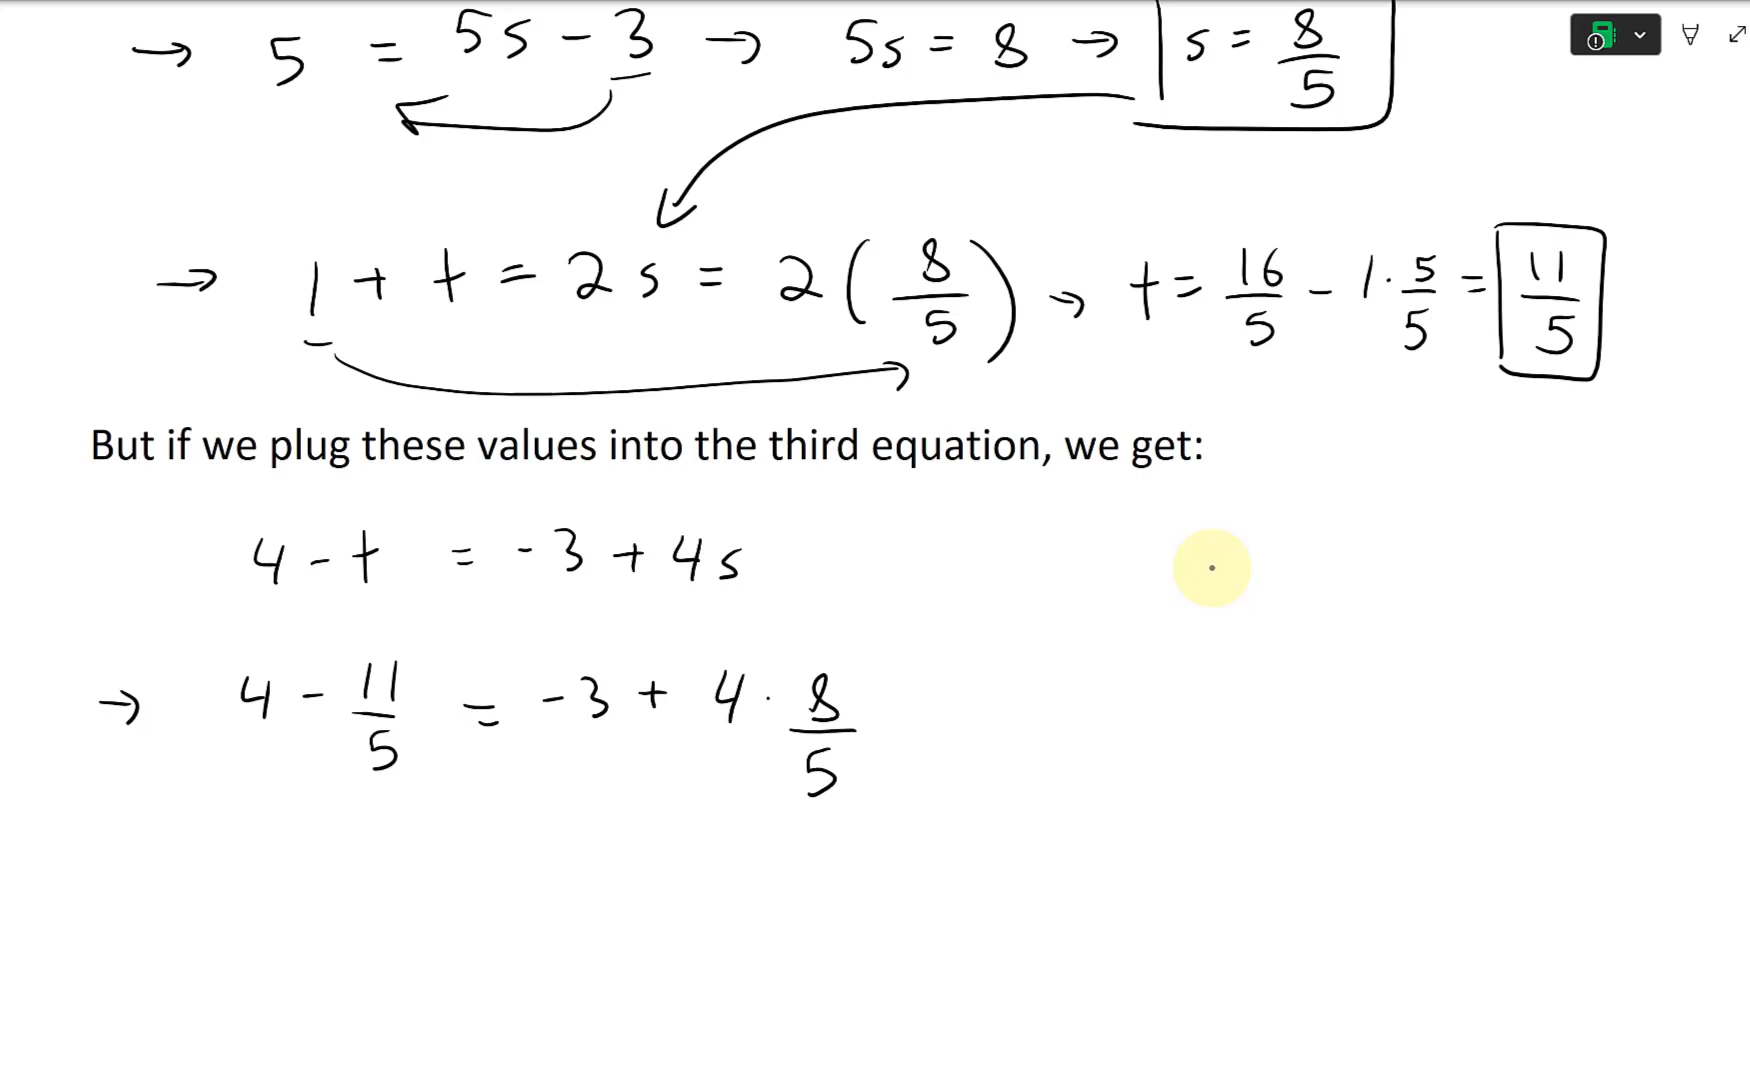 → 5 = 5s - 3 → 5s = 8 → s = 8/5
→ 1 + t = 2s = 2(8/5) → t = 16/5 - 1 · 5/5 = 11/5
But if we plug these values into the third equation, we get:
4 - t = -3 + 4s
→ 4 - 11/5 = -3 + 4 · 8/5